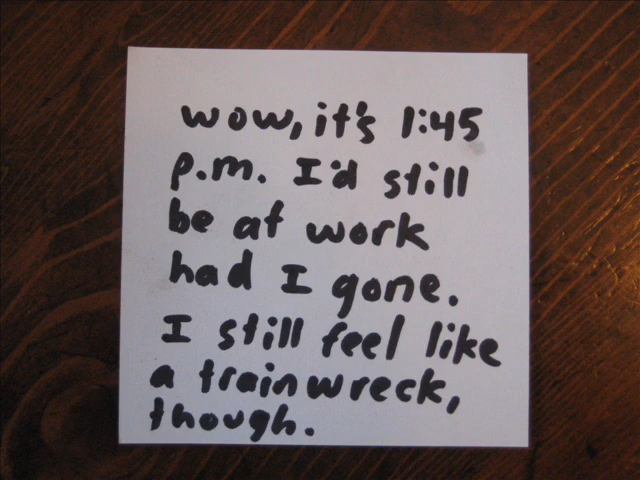 wow, it's 1:45
p.m. I'd still
be at work
had I gone.
I still feel like
a trainwreck,
though.